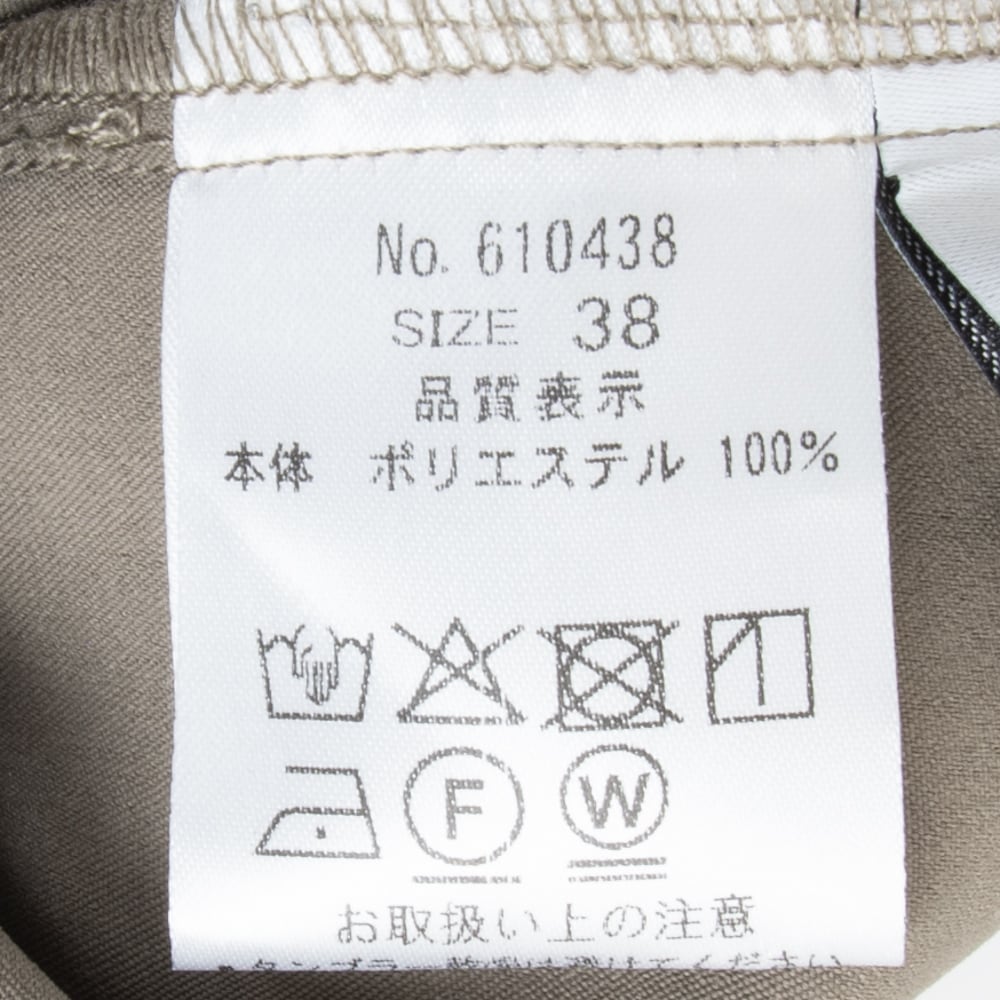 No. 610438
SIZE 38
品質表示
本体 ポリエステル 100%
F
W
お取扱い上の注意